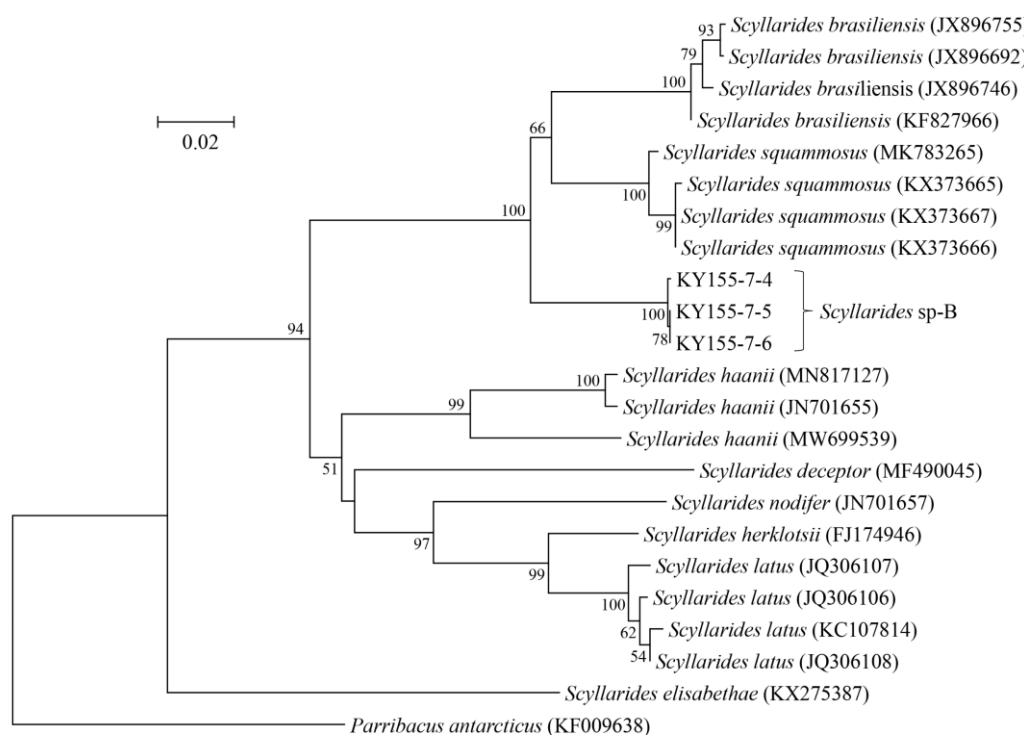 93
Scyllarides brasiliensis (JX896755)
Scyllarides brasiliensis (JX896692)
79
Scyllarides brasiliensis (JX896746)
100
Scyllarides brasiliensis (KF827966)
0.02
66
Scyllarides squammosus (MK783265)
Scyllarides squammosus (KX373665)
100
Scyllarides squammosus (KX373667)
100
99
Scyllarides squammosus (KX373666)
KY155-7-4
100
KY155-7-5
Scyllarides sp-B
78
KY155-7-6
94
Scyllarides haanii (MN817127)
100
Scyllarides haanii (JN701655)
99
Scyllarides haanii (MW699539)
51
Scyllarides deceptor (MF490045)
Scyllarides nodifer (JN701657)
97
Scyllarides herklotsii (FJ174946)
99
Scyllarides latus (JQ306107)
100
Scyllarides latus (JQ306106)
62
Scyllarides latus (KC107814)
54
Scyllarides latus (JQ306108)
Scyllarides elisabethae (KX275387)
Parribacus antarcticus (KF009638)